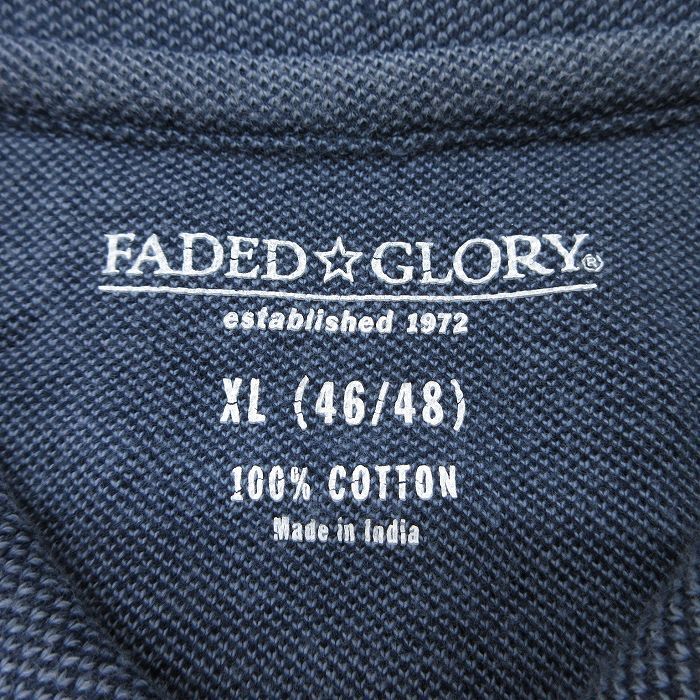 FADED☆GLORY®
established 1972
XL (46/48)
100% COTTON
Made in India